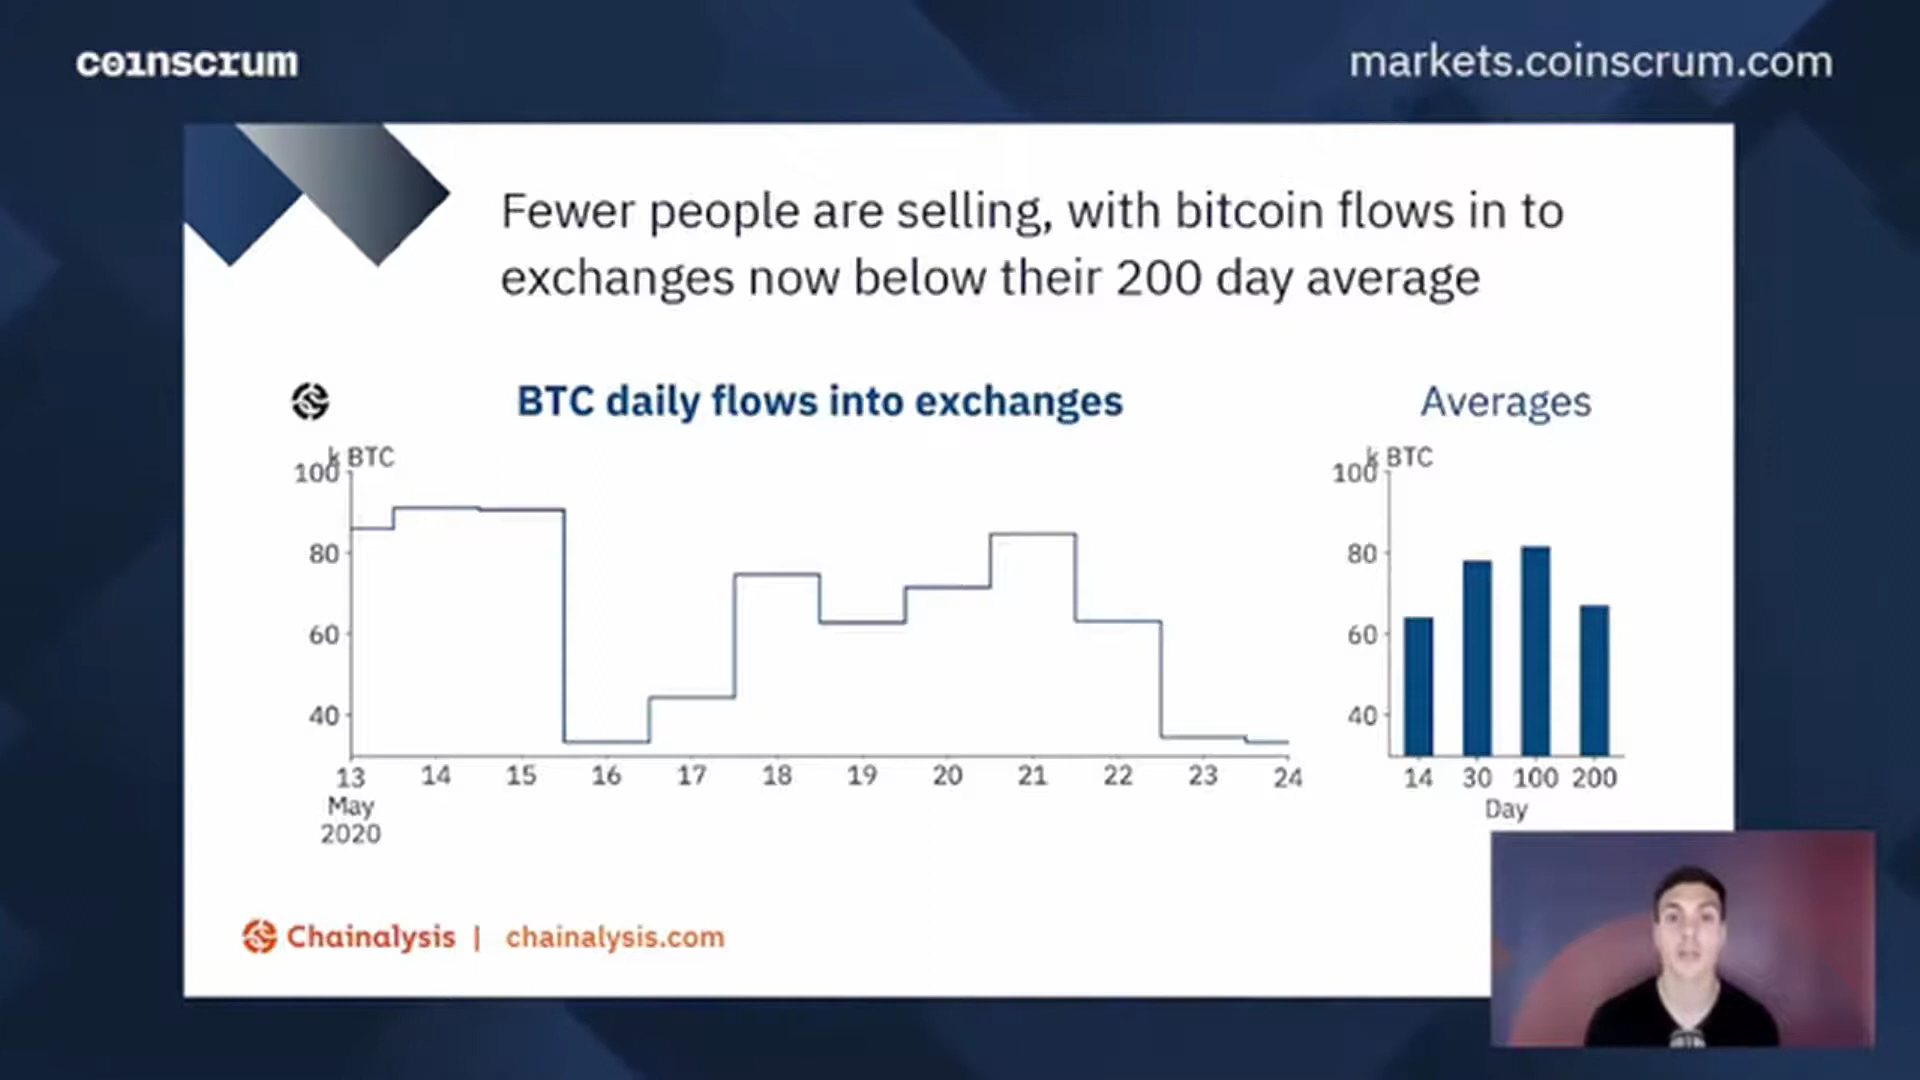 coinscrum
markets.coinscrum.com
Fewer people are selling, with bitcoin flows in to
exchanges now below their 200 day average
BTC daily flows into exchanges
k BTC
100
80
60
40
13 14 15 16 17 18 19 20 21 22 23 24
May
2020
Averages
k BTC
100
80
60
40
14 30 100 200
Day
Chainalysis | chainalysis.com